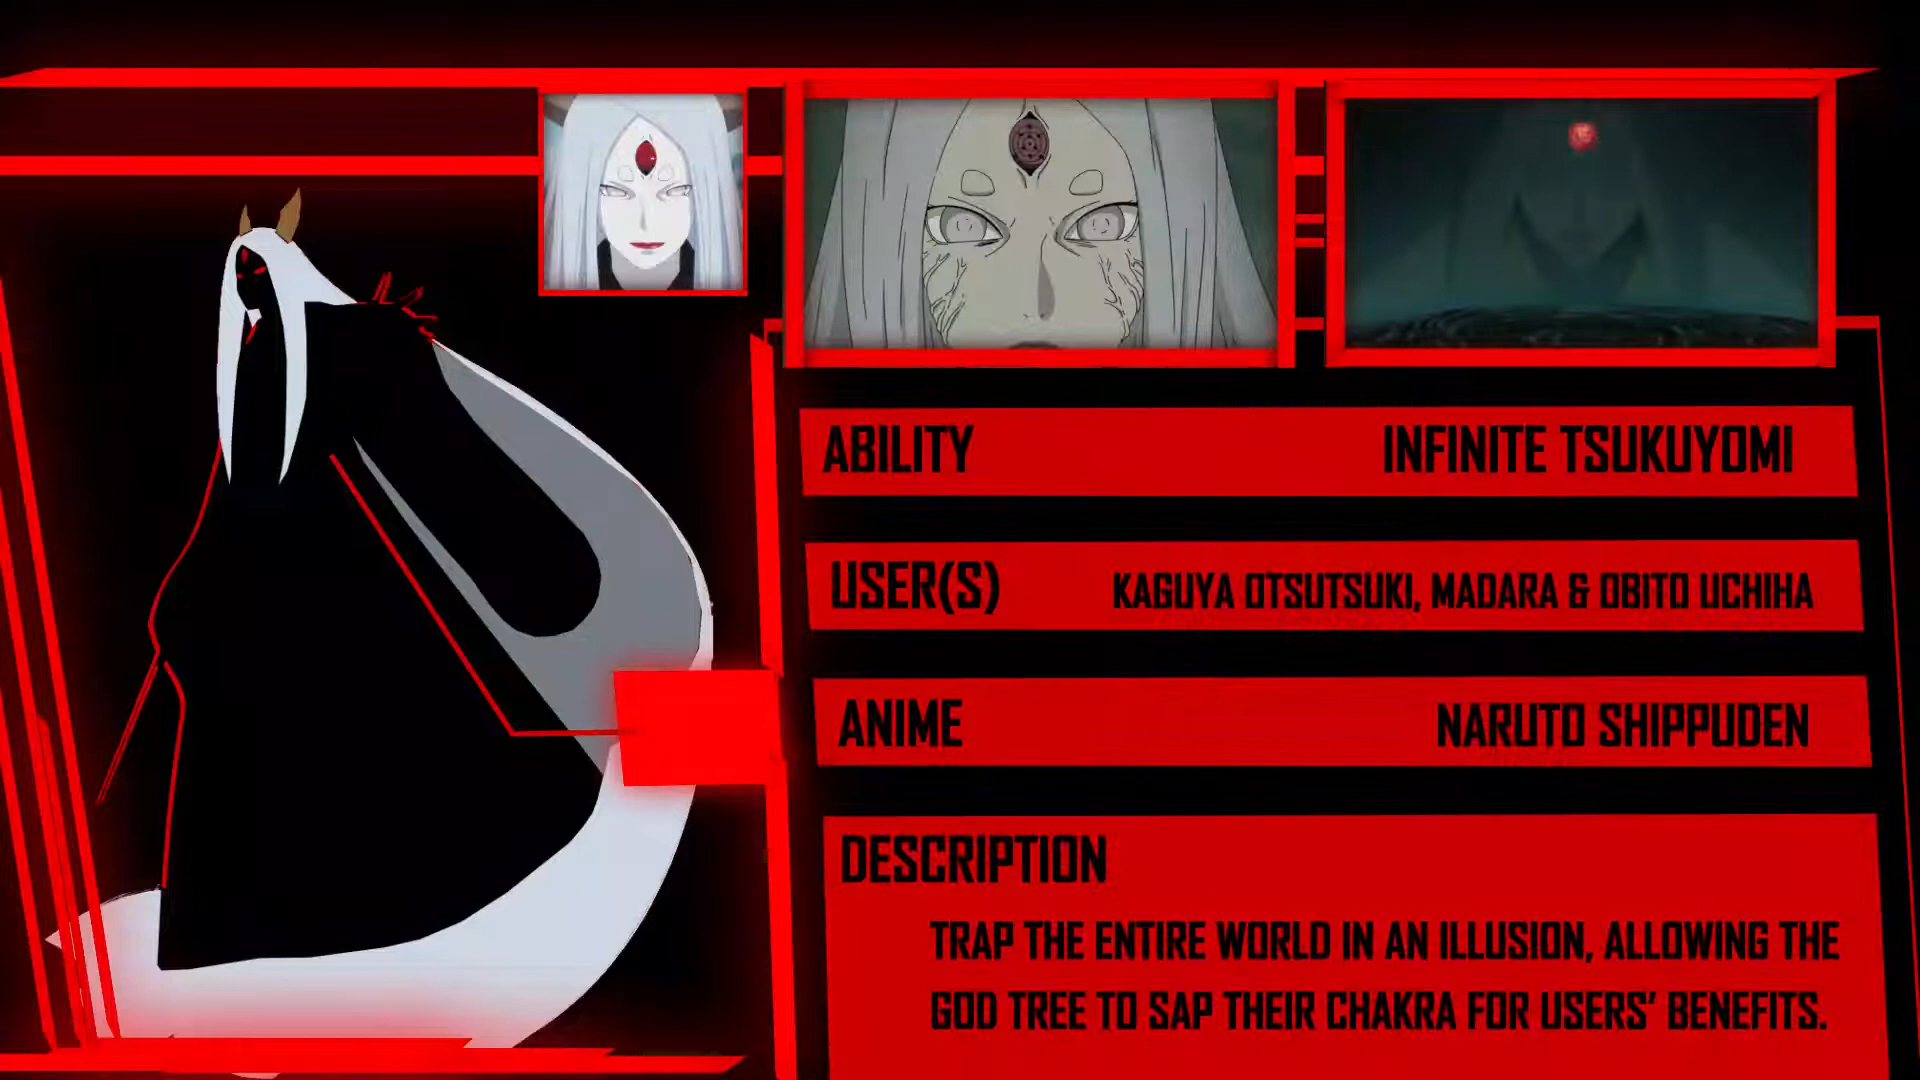 ABILITY INFINITE TSUKUYOMI
USER(S) KAGUYA OTSUTSUKI, MADARA & OBITO UCHIHA
ANIME NARUTO SHIPPUDEN
DESCRIPTION
TRAP THE ENTIRE WORLD IN AN ILLUSION, ALLOWING THE
GOD TREE TO SAP THEIR CHAKRA FOR USERS' BENEFITS.